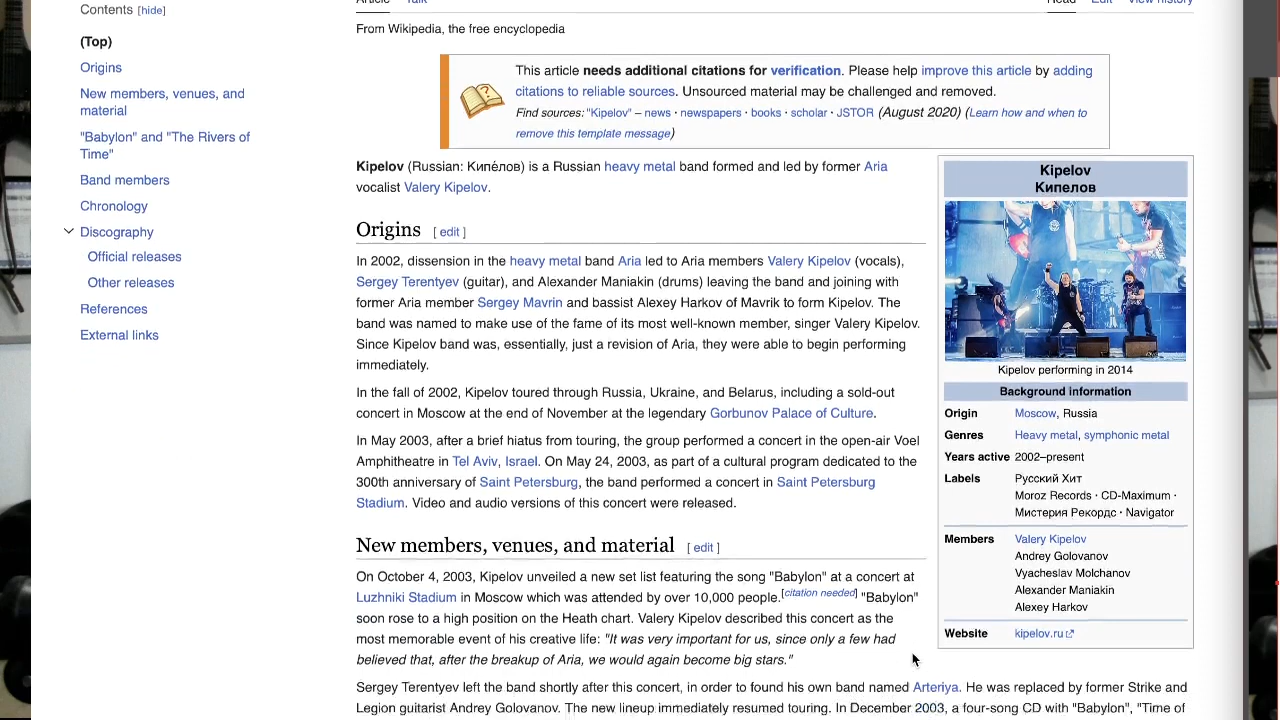 Contents [hide]
(Top)
Origins
New members, venues, and
material
"Babylon" and "The Rivers of
Time"
Band members
Chronology
Discography
Official releases
Other releases
References
External links
Article Talk Read Edit View history
From Wikipedia, the free encyclopedia
This article needs additional citations for verification. Please help improve this article by adding
citations to reliable sources. Unsourced material may be challenged and removed.
Find sources: "Kipelov" – news · newspapers · books · scholar · JSTOR (August 2020) (Learn how and when to
remove this template message)
Kipelov (Russian: Кипе́лов) is a Russian heavy metal band formed and led by former Aria
vocalist Valery Kipelov.
Origins [ edit ]
In 2002, dissension in the heavy metal band Aria led to Aria members Valery Kipelov (vocals),
Sergey Terentyev (guitar), and Alexander Maniakin (drums) leaving the band and joining with
former Aria member Sergey Mavrin and bassist Alexey Harkov of Mavrik to form Kipelov. The
band was named to make use of the fame of its most well-known member, singer Valery Kipelov.
Since Kipelov band was, essentially, just a revision of Aria, they were able to begin performing
immediately.
In the fall of 2002, Kipelov toured through Russia, Ukraine, and Belarus, including a sold-out
concert in Moscow at the end of November at the legendary Gorbunov Palace of Culture.
In May 2003, after a brief hiatus from touring, the group performed a concert in the open-air Voel
Amphitheatre in Tel Aviv, Israel. On May 24, 2003, as part of a cultural program dedicated to the
300th anniversary of Saint Petersburg, the band performed a concert in Saint Petersburg
Stadium. Video and audio versions of this concert were released.
New members, venues, and material [ edit ]
On October 4, 2003, Kipelov unveiled a new set list featuring the song "Babylon" at a concert at
Luzhniki Stadium in Moscow which was attended by over 10,000 people.[citation needed] "Babylon"
soon rose to a high position on the Heath chart. Valery Kipelov described this concert as the
most memorable event of his creative life: "It was very important for us, since only a few had
believed that, after the breakup of Aria, we would again become big stars."
Sergey Terentyev left the band shortly after this concert, in order to found his own band named Arteriya. He was replaced by former Strike and
Legion guitarist Andrey Golovanov. The new lineup immediately resumed touring. In December 2003, a four-song CD with "Babylon", "Time of
Kipelov
Кипелов
Kipelov performing in 2014
Background information
Origin Moscow, Russia
Genres Heavy metal, symphonic metal
Years active 2002–present
Labels Русский Хит
Moroz Records · CD-Maximum ·
Мистерия Рекордс · Navigator
Members Valery Kipelov
Andrey Golovanov
Vyacheslav Molchanov
Alexander Maniakin
Alexey Harkov
Website kipelov.ru